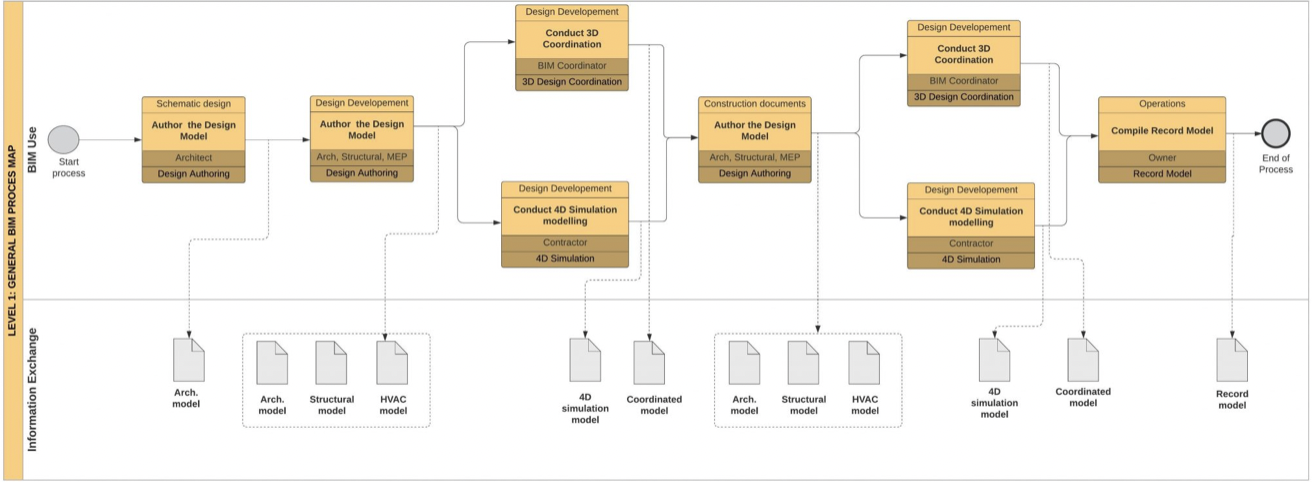 LEVEL 1: GENERAL BIM PROCES MAP
BIM Use
Start
process
Schematic design
Author the Design
Model
Architect
Design Authoring
Design Developement
Author the Design
Model
Arch, Structural, MEP
Design Authoring
Design Developement
Conduct 3D
Coordination
BIM Coordinator
3D Design Coordination
Design Developement
Conduct 4D Simulation
modelling
Contractor
4D Simulation
Construction documents
Author the Design
Model
Arch, Structural, MEP
Design Authoring
Design Developement
Conduct 3D
Coordination
BIM Coordinator
3D Design Coordination
Design Developement
Conduct 4D Simulation
modelling
Contractor
4D Simulation
Operations
Compile Record Model
Owner
Record Model
End of
Process
Information Exchange
Arch.
model
Arch.
model
Structural
model
HVAC
model
4D
simulation
model
Coordinated
model
Arch.
model
Structural
model
HVAC
model
4D
simulation
model
Coordinated
model
Record
model